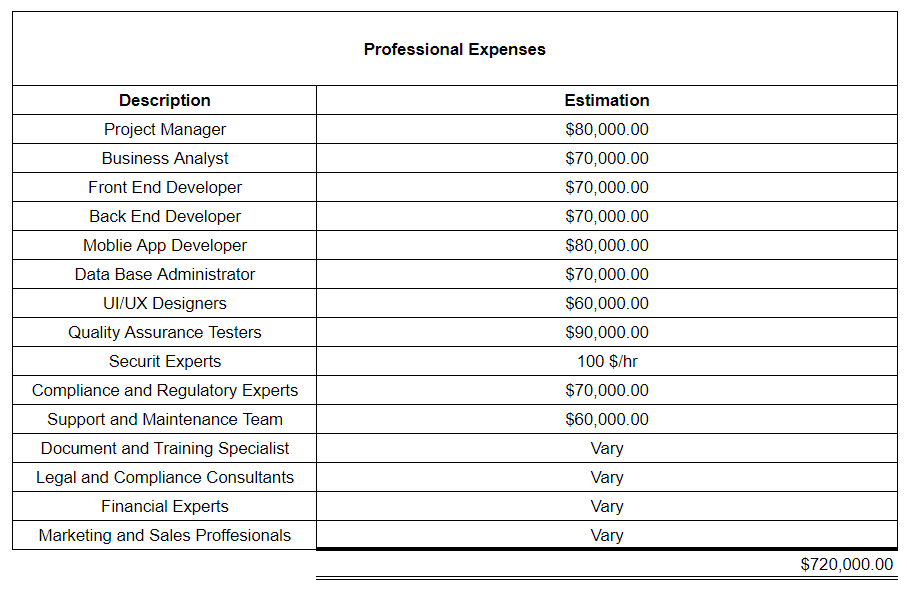 Professional Expenses
Description Estimation
Project Manager $80,000.00
Business Analyst $70,000.00
Front End Developer $70,000.00
Back End Developer $70,000.00
Moblie App Developer $80,000.00
Data Base Administrator $70,000.00
UI/UX Designers $60,000.00
Quality Assurance Testers $90,000.00
Securit Experts 100 $/hr
Compliance and Regulatory Experts $70,000.00
Support and Maintenance Team $60,000.00
Document and Training Specialist Vary
Legal and Compliance Consultants Vary
Financial Experts Vary
Marketing and Sales Proffesionals Vary
$720,000.00